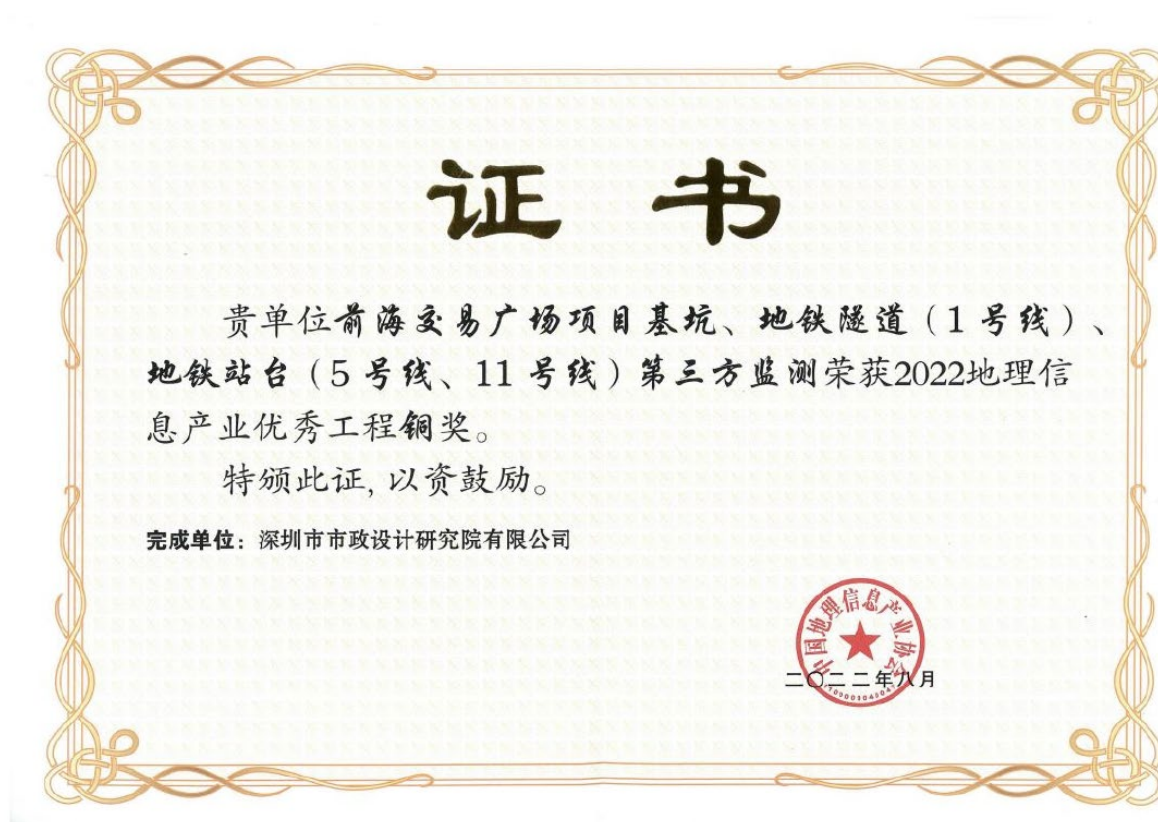 证书
贵单位前海交易广场项目基坑、地铁隧道（1号线）、
地铁站台（5号线、11号线）第三方监测荣获2022地理信
息产业优秀工程铜奖。
特颁此证,以资鼓励。
完成单位：深圳市市政设计研究院有限公司
中国地理信息产业协会
二〇二二年八月